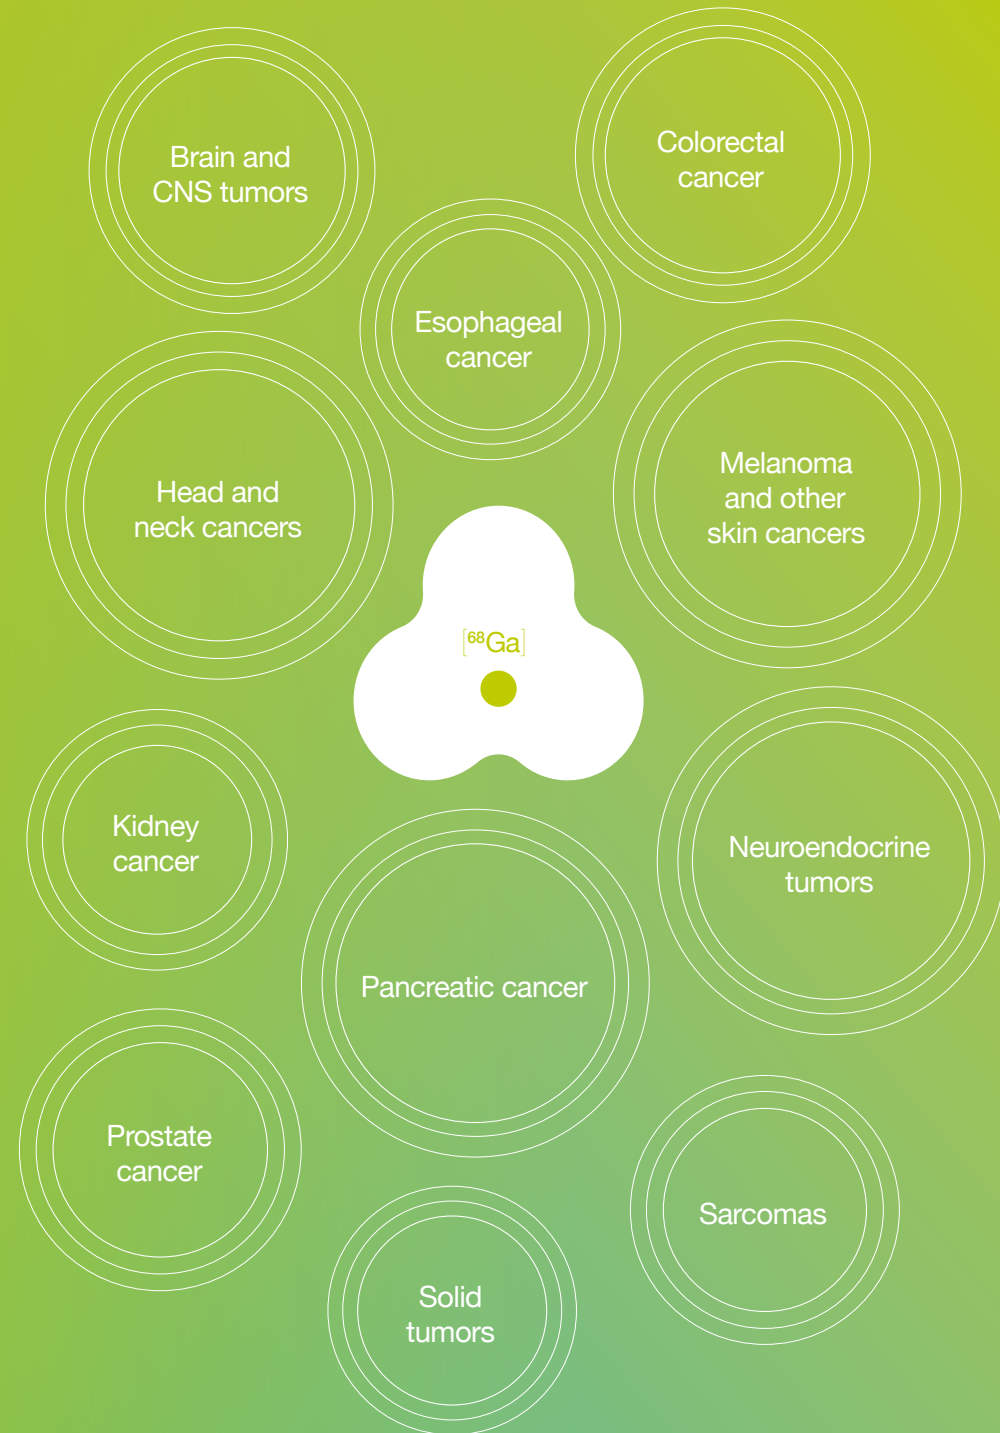 Brain and
CNS tumors
Colorectal
cancer
Esophageal
cancer
Head and
neck cancers
Melanoma
and other
skin cancers
[⁶⁸Ga]
Kidney
cancer
Neuroendocrine
tumors
Pancreatic cancer
Prostate
cancer
Sarcomas
Solid
tumors